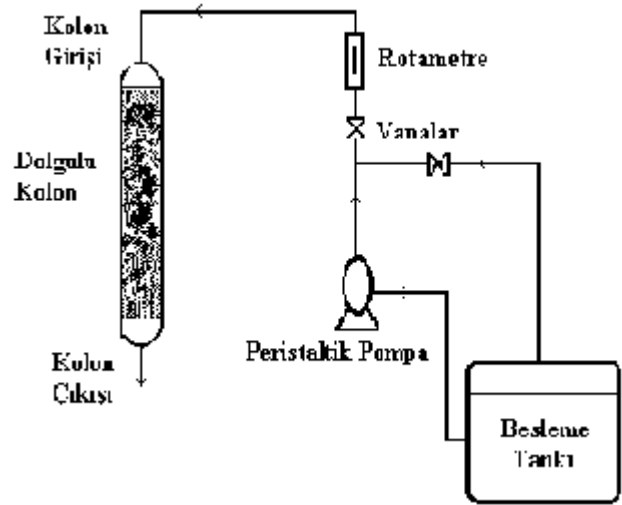 Kolon
Girişi
Rotametre
Vanalar
Dolgulu
Kolon
Peristaltik Pompa
Kolon
Çıkışı
Besleme
Tankı